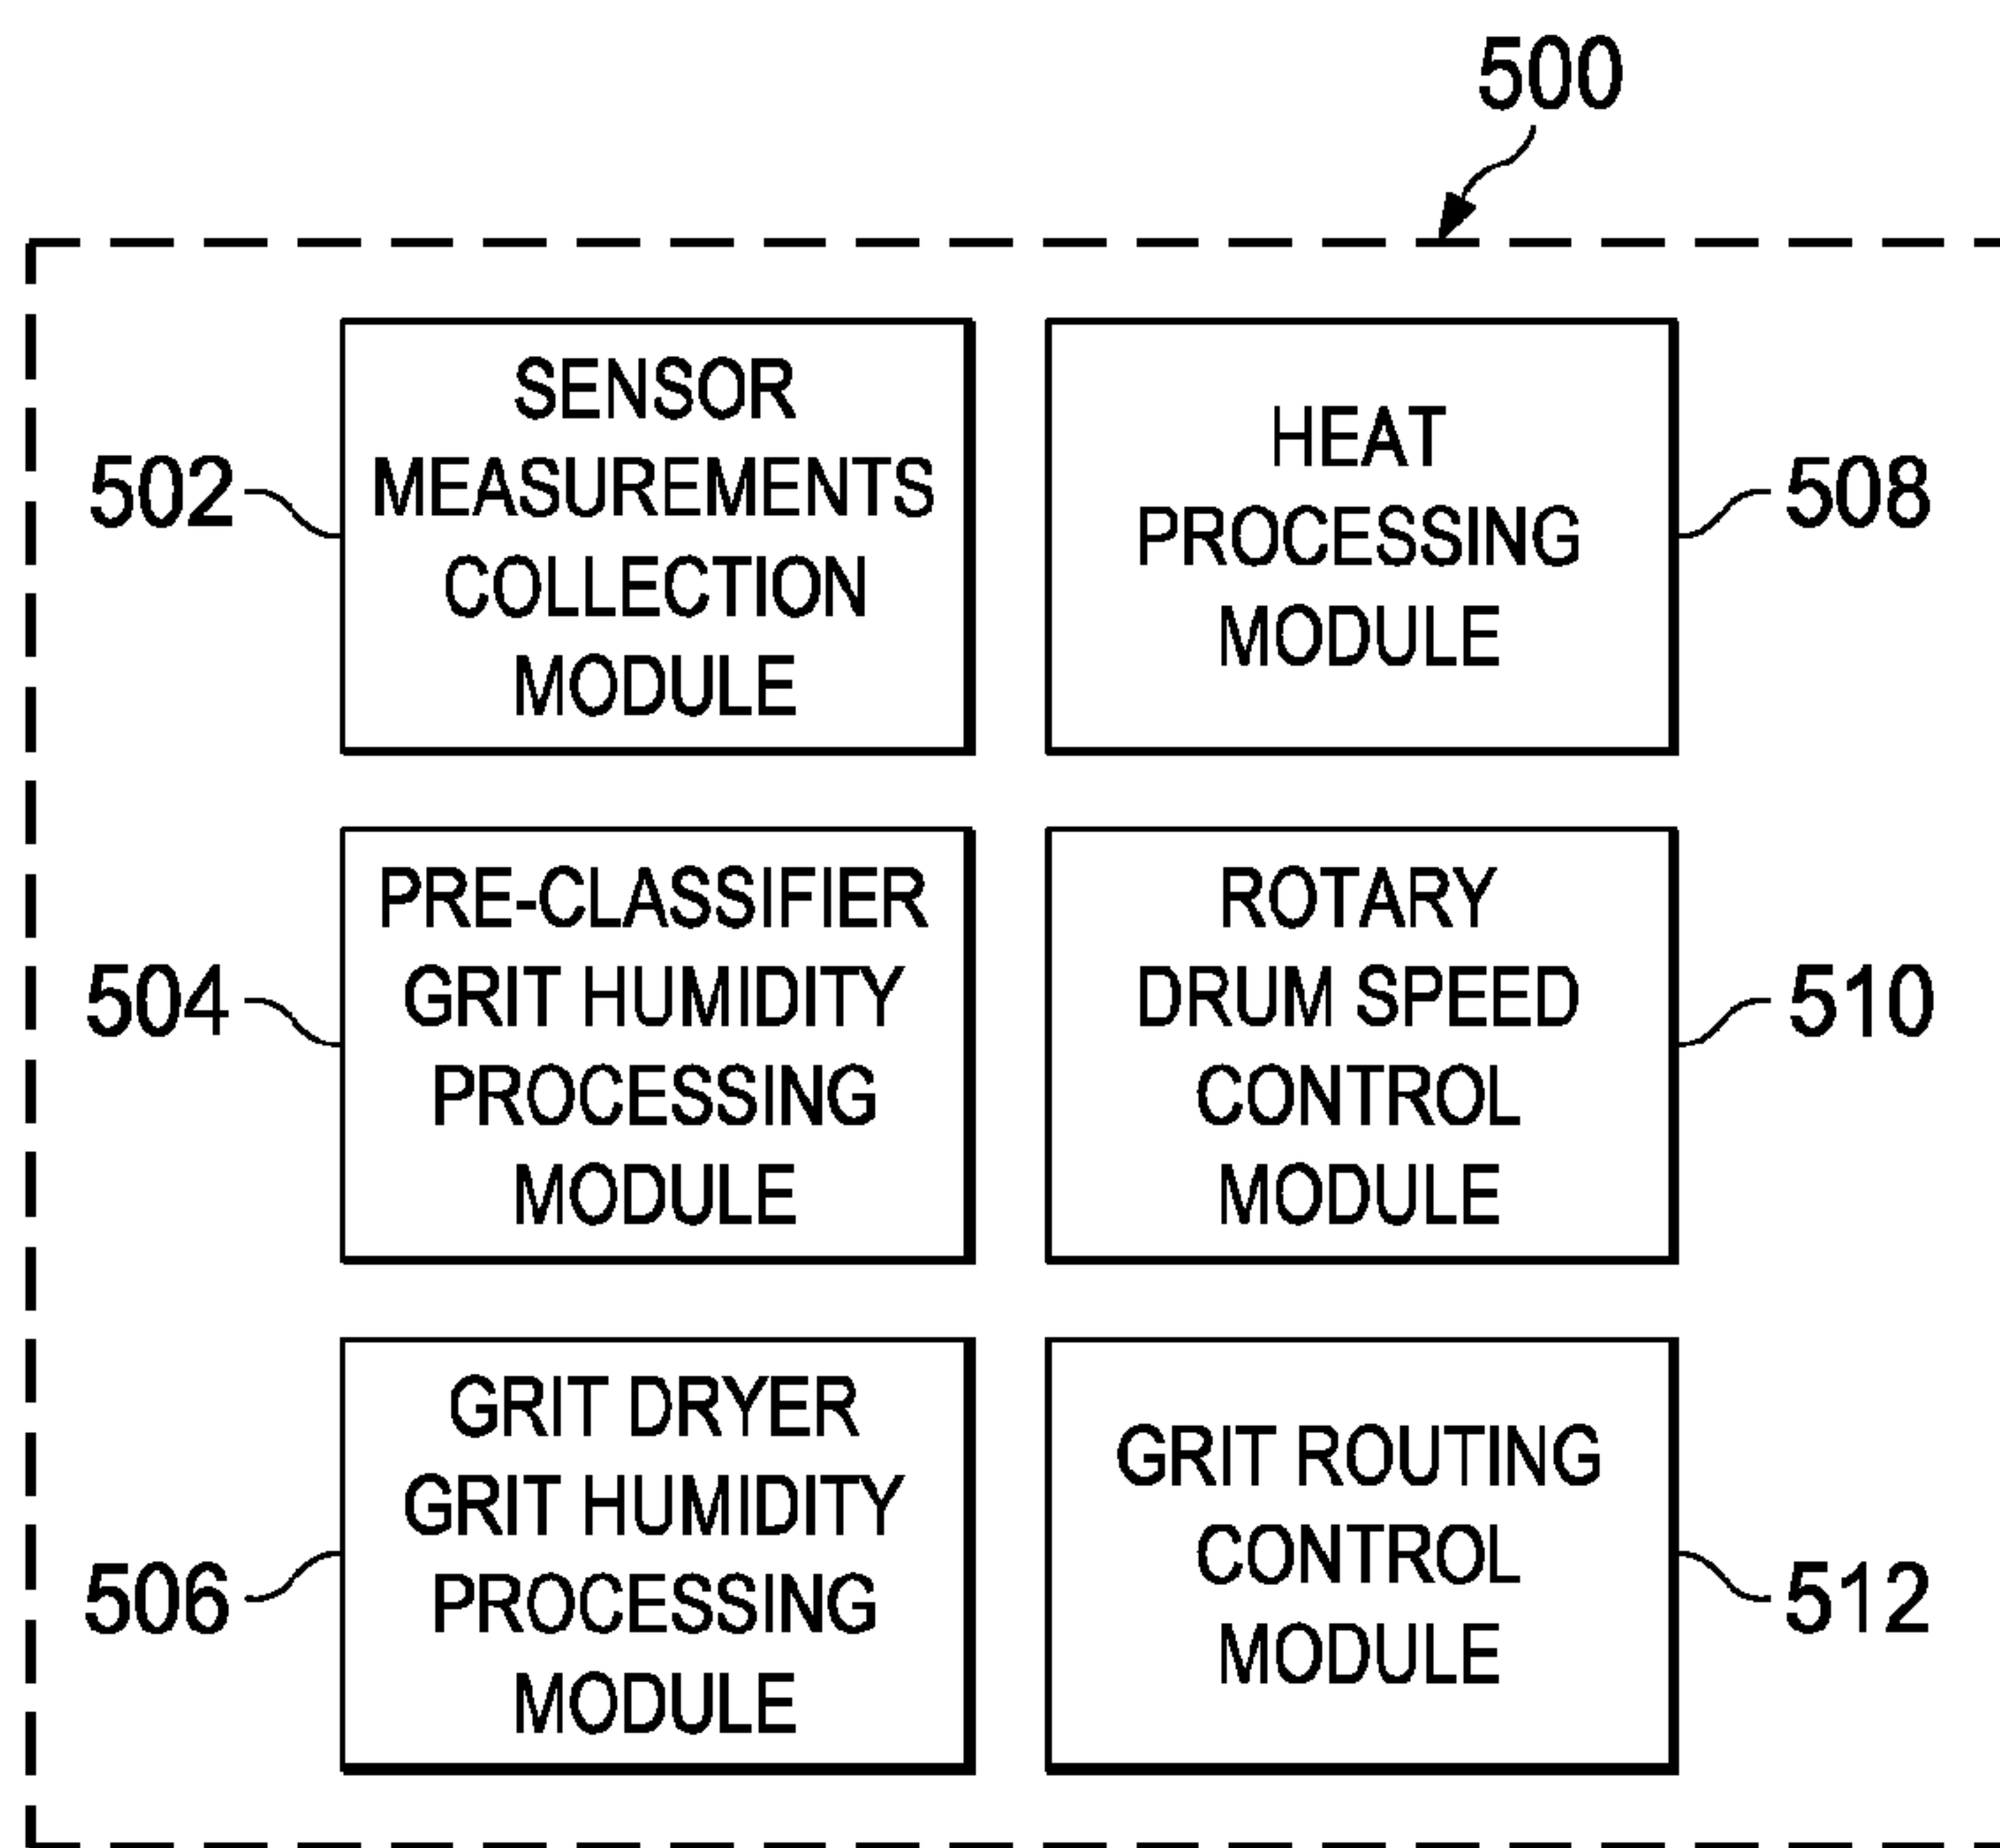 500
502
SENSOR
MEASUREMENTS
COLLECTION
MODULE
HEAT
PROCESSING
MODULE
508
504
PRE-CLASSIFIER
GRIT HUMIDITY
PROCESSING
MODULE
ROTARY
DRUM SPEED
CONTROL
MODULE
510
506
GRIT DRYER
GRIT HUMIDITY
PROCESSING
MODULE
GRIT ROUTING
CONTROL
MODULE
512